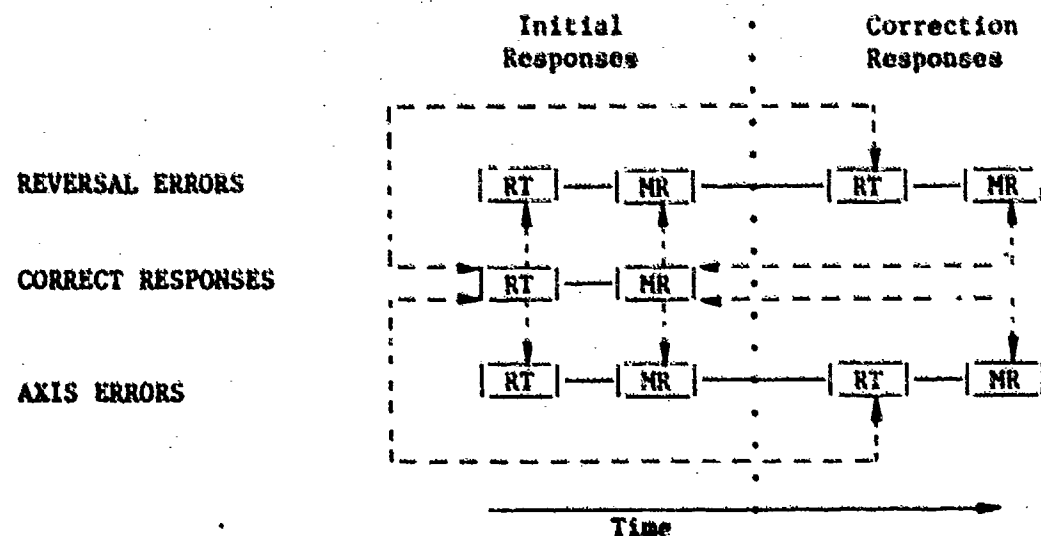 Initial Correction
Responses Responses
REVERSAL ERRORS RT MR RT MR
CORRECT RESPONSES RT MR
AXIS ERRORS RT MR RT MR
Time